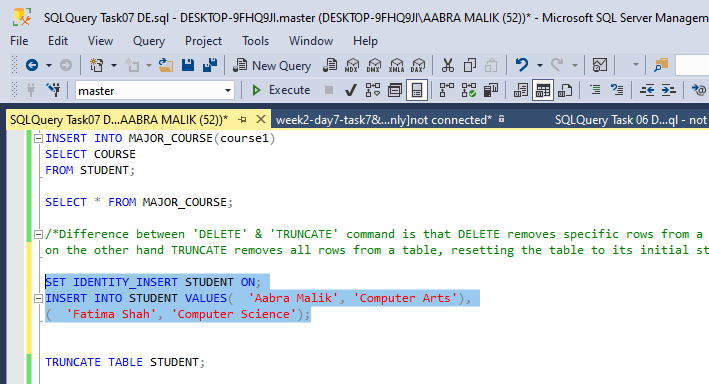 SQLQuery Task07 DE.sql - DESKTOP-9FHQ9JI.master (DESKTOP-9FHQ9JI\AABRA MALIK (52))* - Microsoft SQL Server Managem
File Edit View Query Project Tools Window Help
New Query MDX DMX XMLA DAX
master Execute
SQLQuery Task07 D...AABRA MALIK (52))* week2-day7-task7&...nly]not connected* SQLQuery Task 06 D...ql - not
INSERT INTO MAJOR_COURSE(course1)
SELECT COURSE
FROM STUDENT;
SELECT * FROM MAJOR_COURSE;
/*Difference between 'DELETE' & 'TRUNCATE' command is that DELETE removes specific rows from a
on the other hand TRUNCATE removes all rows from a table, resetting the table to its initial st
SET IDENTITY_INSERT STUDENT ON;
INSERT INTO STUDENT VALUES( 'Aabra Malik', 'Computer Arts'),
( 'Fatima Shah', 'Computer Science');
TRUNCATE TABLE STUDENT;